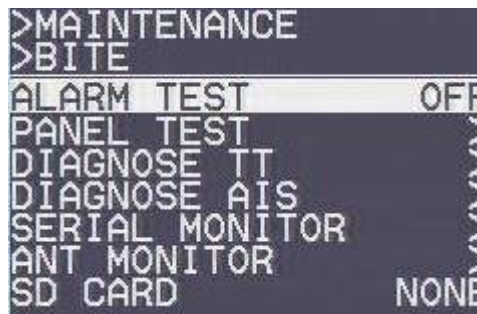 >MAINTENANCE
>BITE
ALARM TEST OFF
PANEL TEST >
DIAGNOSE TT >
DIAGNOSE AIS >
SERIAL MONITOR >
ANT MONITOR >
SD CARD NONE